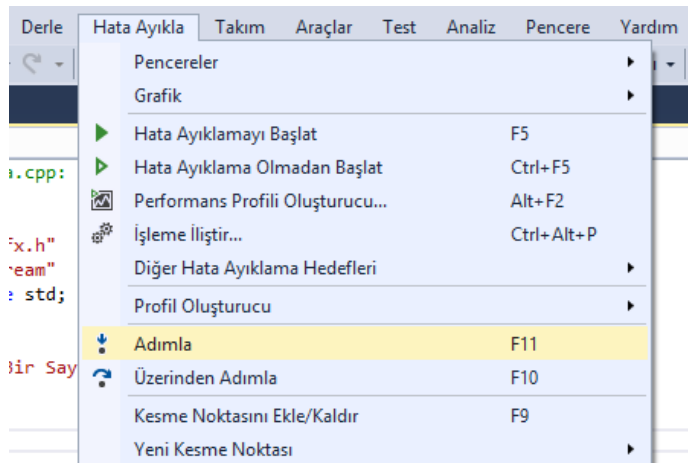 Derle Hata Ayıkla Takım Araçlar Test Analiz Pencere Yardım
Pencereler
Grafik
Hata Ayıklamayı Başlat F5
Hata Ayıklama Olmadan Başlat Ctrl+F5
Performans Profili Oluşturucu... Alt+F2
İşleme İliştir... Ctrl+Alt+P
Diğer Hata Ayıklama Hedefleri
Profil Oluşturucu
Adımla F11
Üzerinden Adımla F10
Kesme Noktasını Ekle/Kaldır F9
Yeni Kesme Noktası
.cpp:
fx.h"
ream"
std;
Bir Say